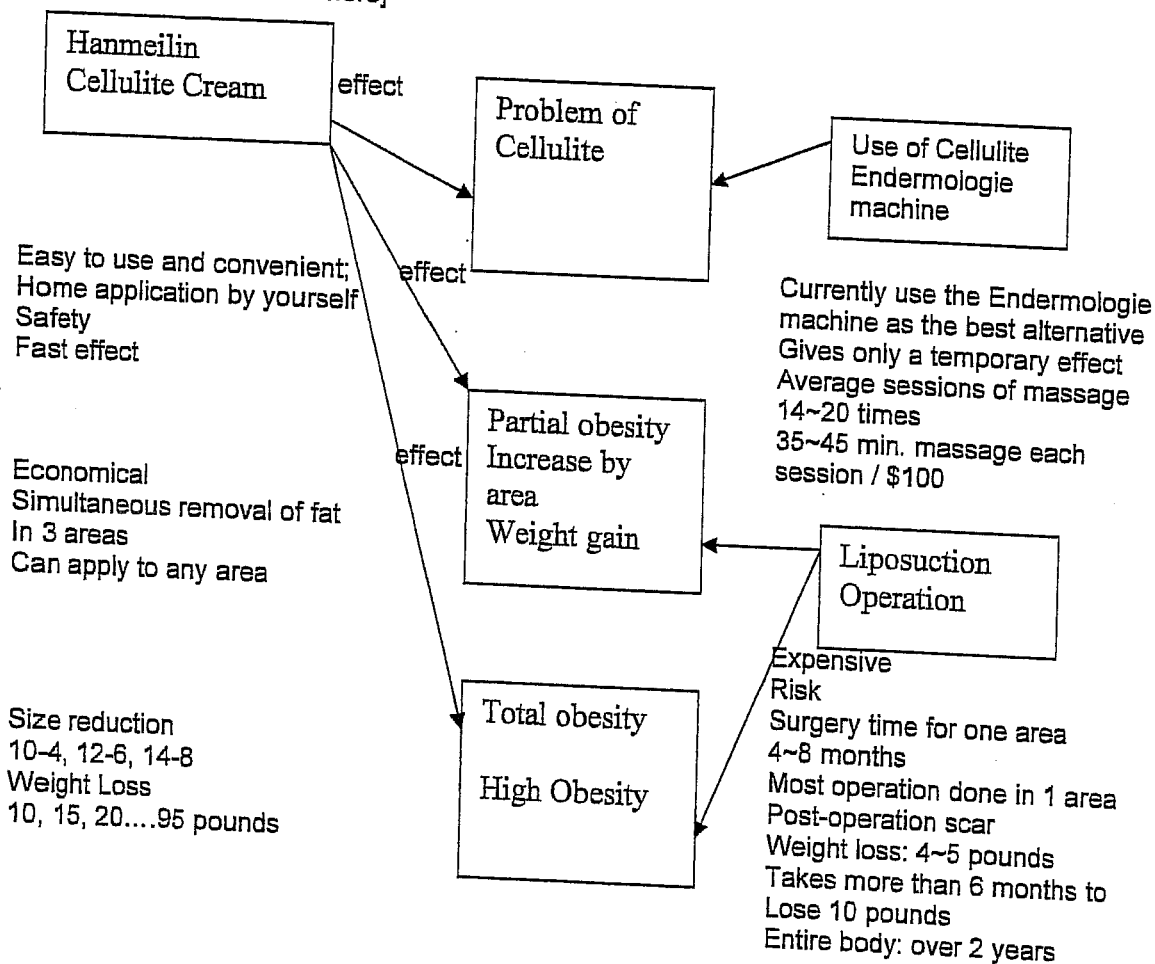 Hanmeilin
Cellulite Cream
effect
Problem of
Cellulite
Use of Cellulite
Endermologie
machine
Easy to use and convenient;
Home application by yourself
Safety
Fast effect
effect
Currently use the Endermologie
machine as the best alternative
Gives only a temporary effect
Average sessions of massage
14~20 times
35~45 min. massage each
session / $100
Economical
Simultaneous removal of fat
In 3 areas
Can apply to any area
effect
Partial obesity
Increase by
area
Weight gain
Liposuction
Operation
Size reduction
10-4, 12-6, 14-8
Weight Loss
10, 15, 20....95 pounds
Total obesity
High Obesity
Expensive
Risk
Surgery time for one area
4~8 months
Most operation done in 1 area
Post-operation scar
Weight loss: 4~5 pounds
Takes more than 6 months to
Lose 10 pounds
Entire body: over 2 years